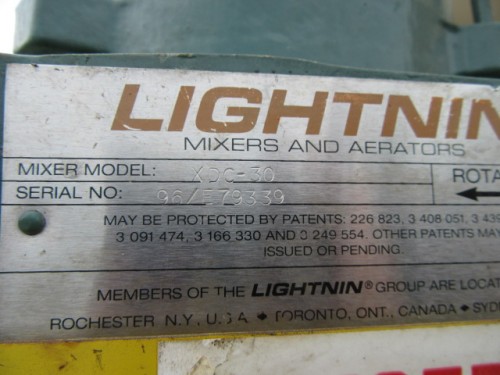 LIGHTNIN
MIXERS AND AERATORS
MIXER MODEL: XDC-30
ROTA
SERIAL NO:
MAY BE PROTECTED BY PATENTS: 226 823, 3 408 051, 3 43
3 091 474, 3 166 330 AND 3 249 554. OTHER PATENTS MAY
ISSUED OR PENDING.
MEMBERS OF THE LIGHTNIN® GROUP ARE LOCAT
ROCHESTER N.Y., U.S.A ♦ TORONTO, ONT., CANADA ♦ SYD